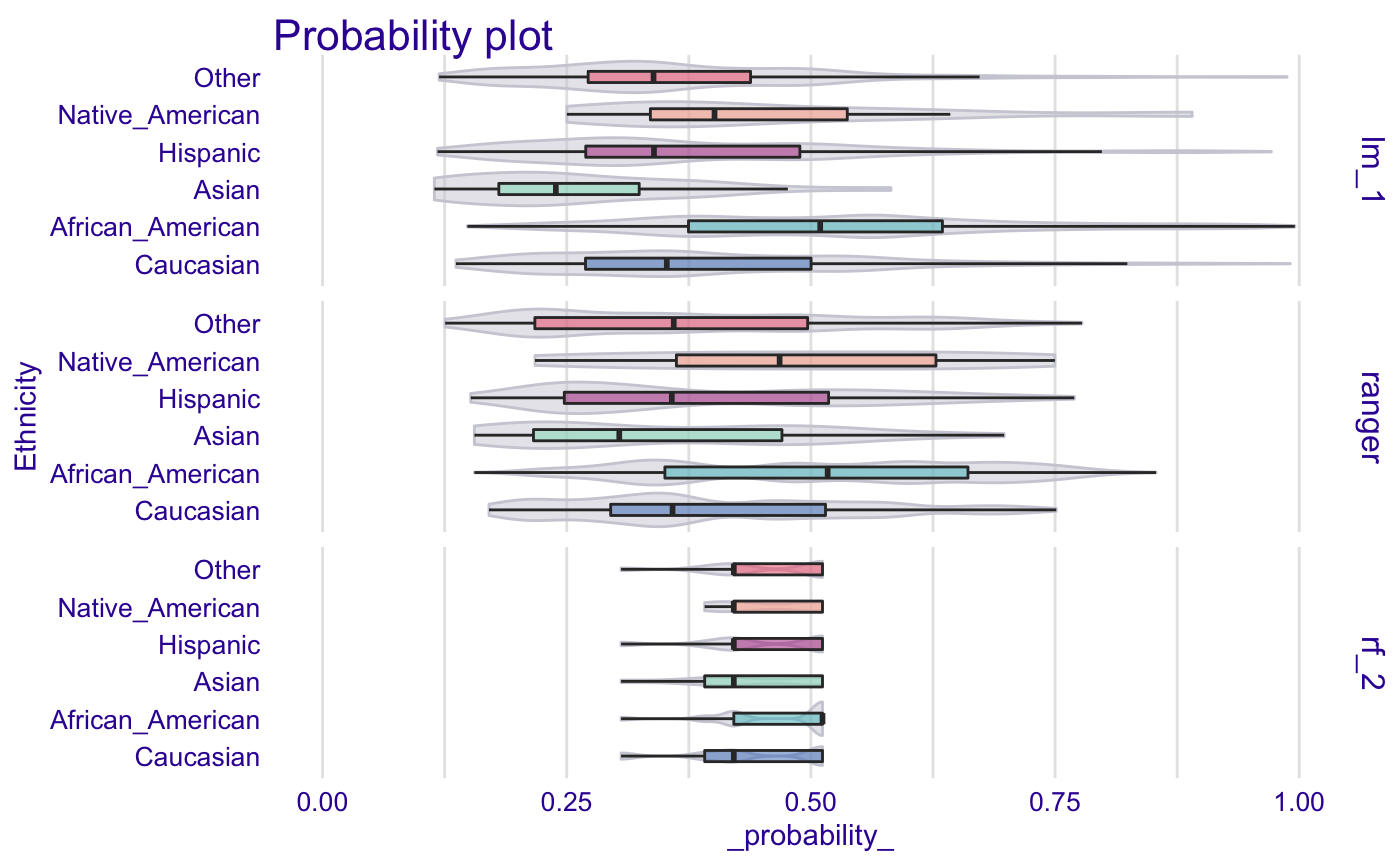 Probability plot
Other
Native_American
Hispanic
Asian
African_American
Caucasian
lm_1
Other
Native_American
Hispanic
Asian
African_American
Caucasian
ranger
Other
Native_American
Hispanic
Asian
African_American
Caucasian
rf_2
Ethnicity
0.00 0.25 0.50 0.75 1.00
_probability_